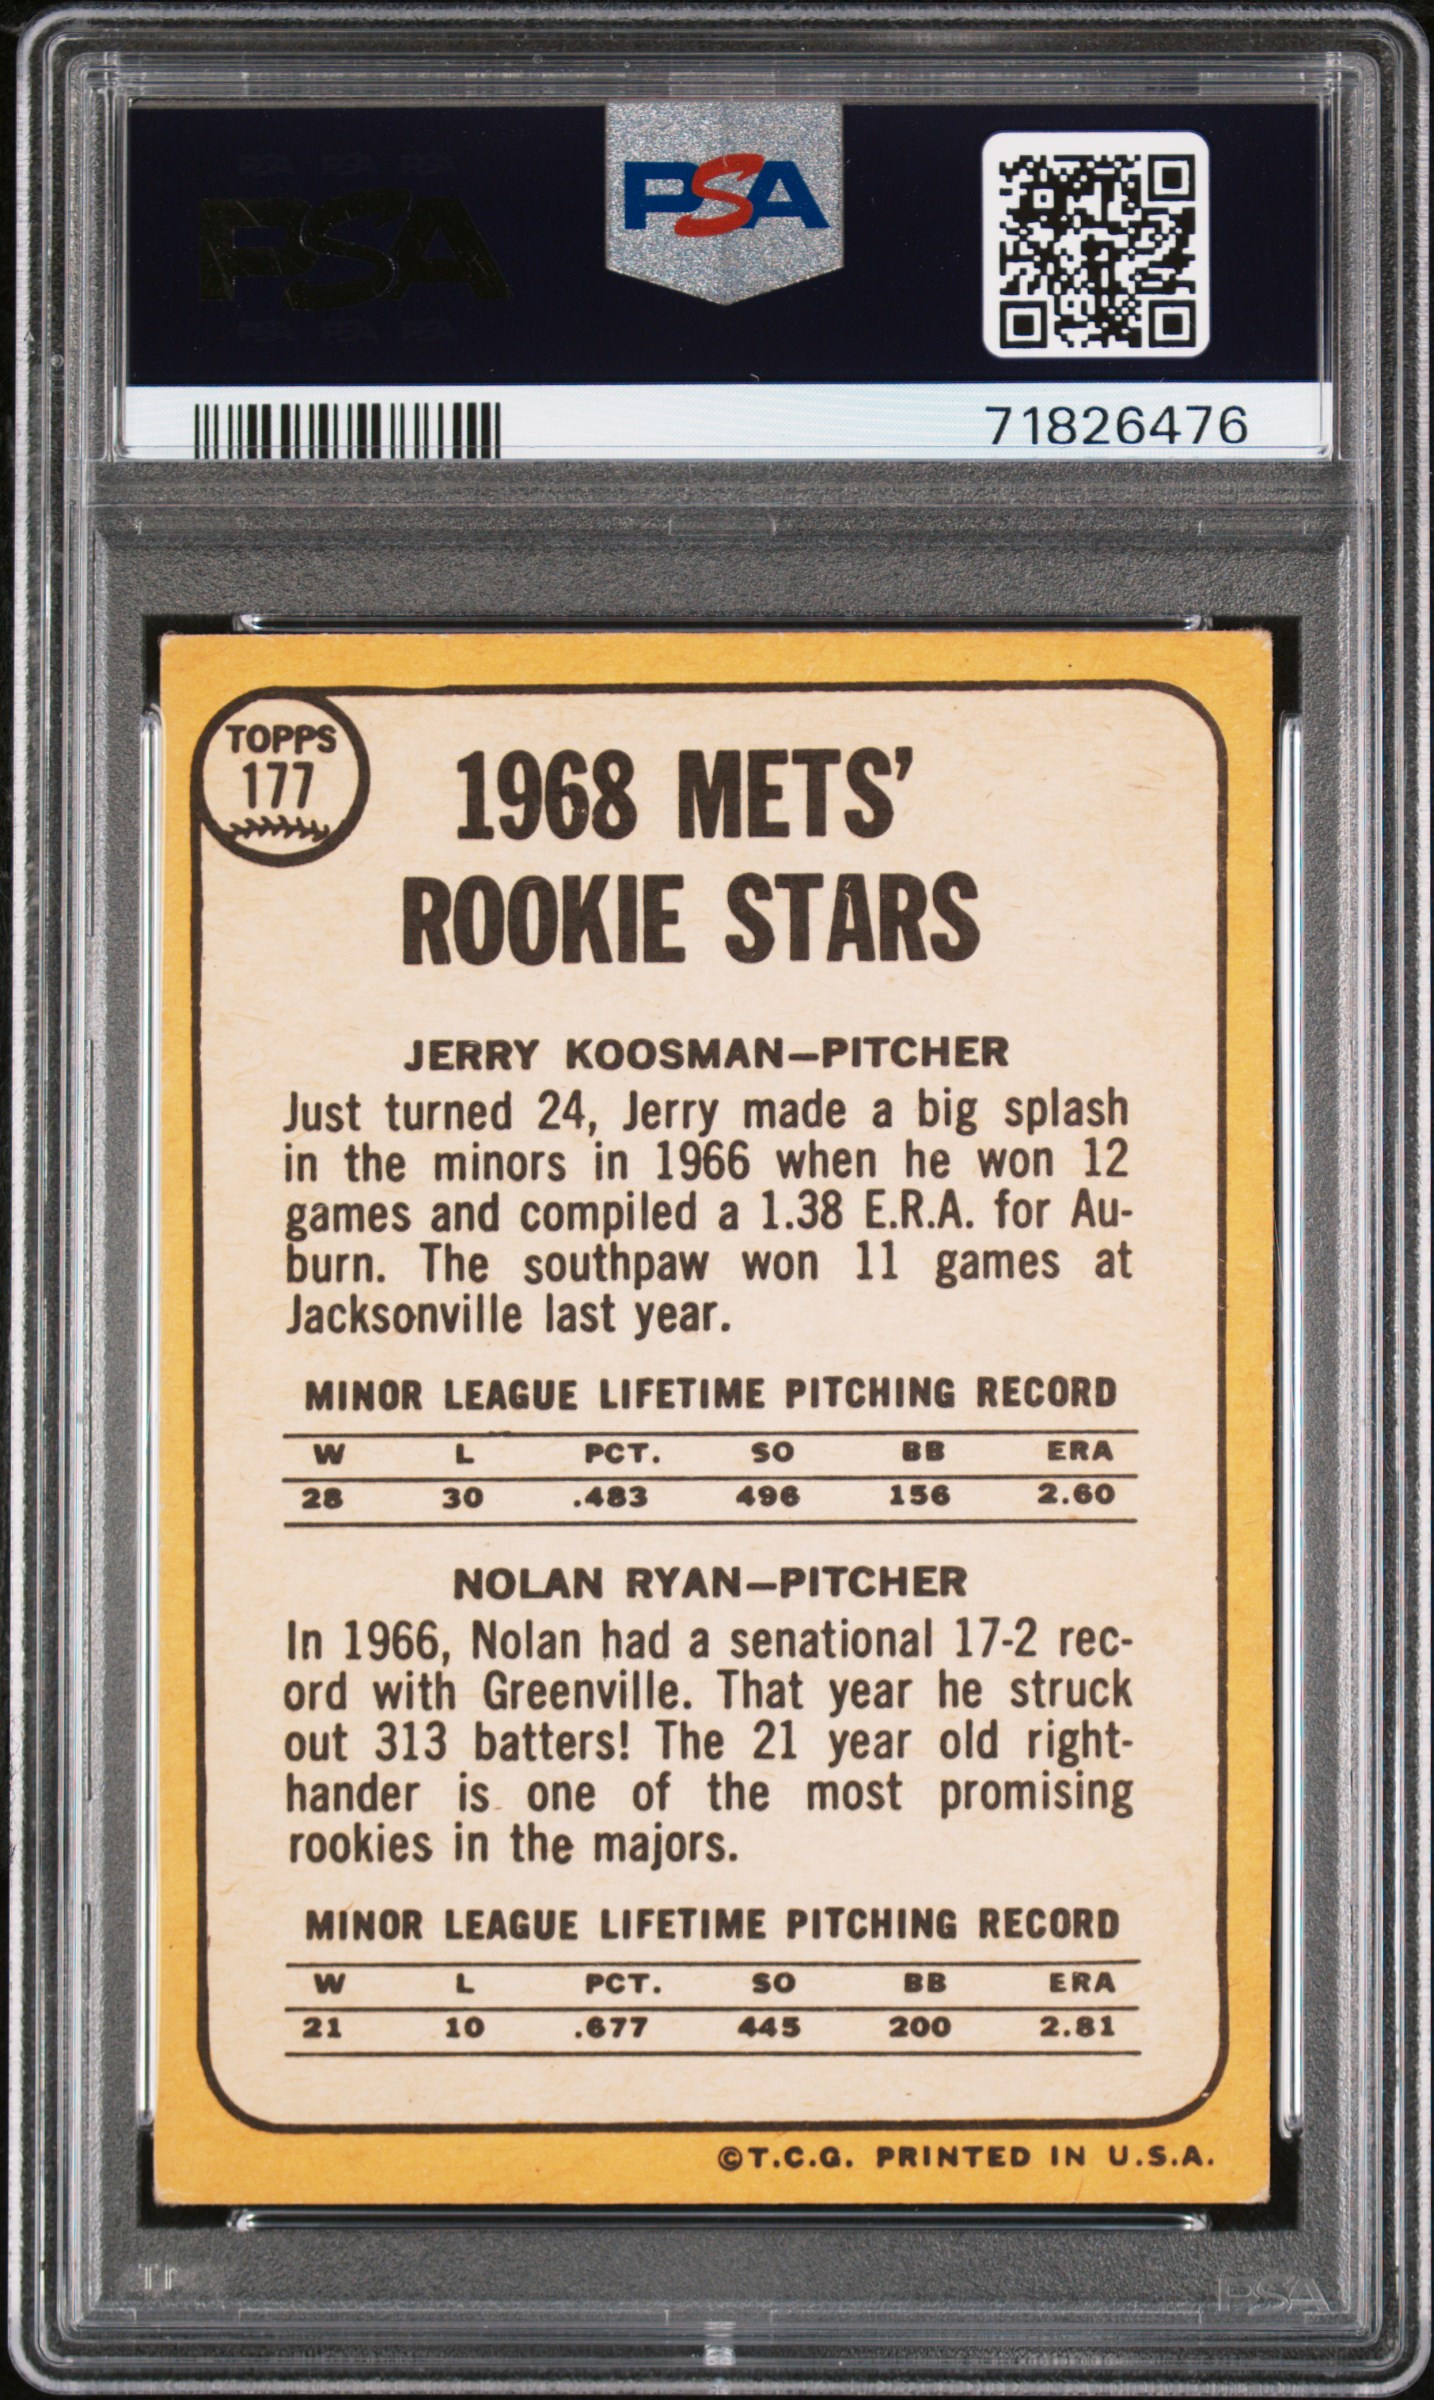 PSA PSA PSA
PSA
PSA PSA PSA
PSA
71826476
TOPPS
177
1968 METS'
ROOKIE STARS
JERRY KOOSMAN—PITCHER
Just turned 24, Jerry made a big splash
in the minors in 1966 when he won 12
games and compiled a 1.38 E.R.A. for Au-
burn. The southpaw won 11 games at
Jacksonville last year.
MINOR LEAGUE LIFETIME PITCHING RECORD
W L PCT. SO BB ERA
28 30 .483 496 156 2.60
NOLAN RYAN—PITCHER
In 1966, Nolan had a senational 17-2 rec-
ord with Greenville. That year he struck
out 313 batters! The 21 year old right-
hander is one of the most promising
rookies in the majors.
MINOR LEAGUE LIFETIME PITCHING RECORD
W L PCT. SO BB ERA
21 10 .677 445 200 2.81
©T.C.G. PRINTED IN U.S.A.
PSA